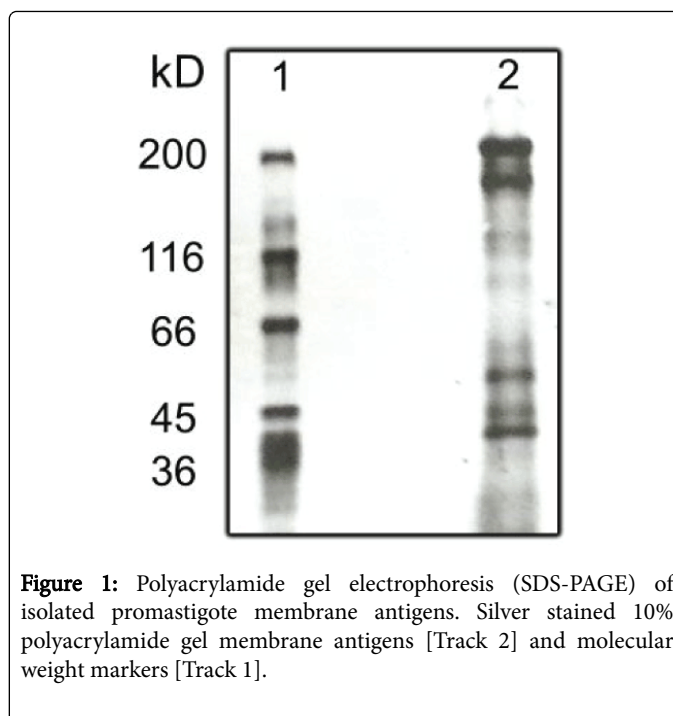 kD 1 2
200
116
66
45
36
Figure 1: Polyacrylamide gel electrophoresis (SDS-PAGE) of
isolated promastigote membrane antigens. Silver stained 10%
polyacrylamide gel membrane antigens [Track 2] and molecular
weight markers [Track 1].